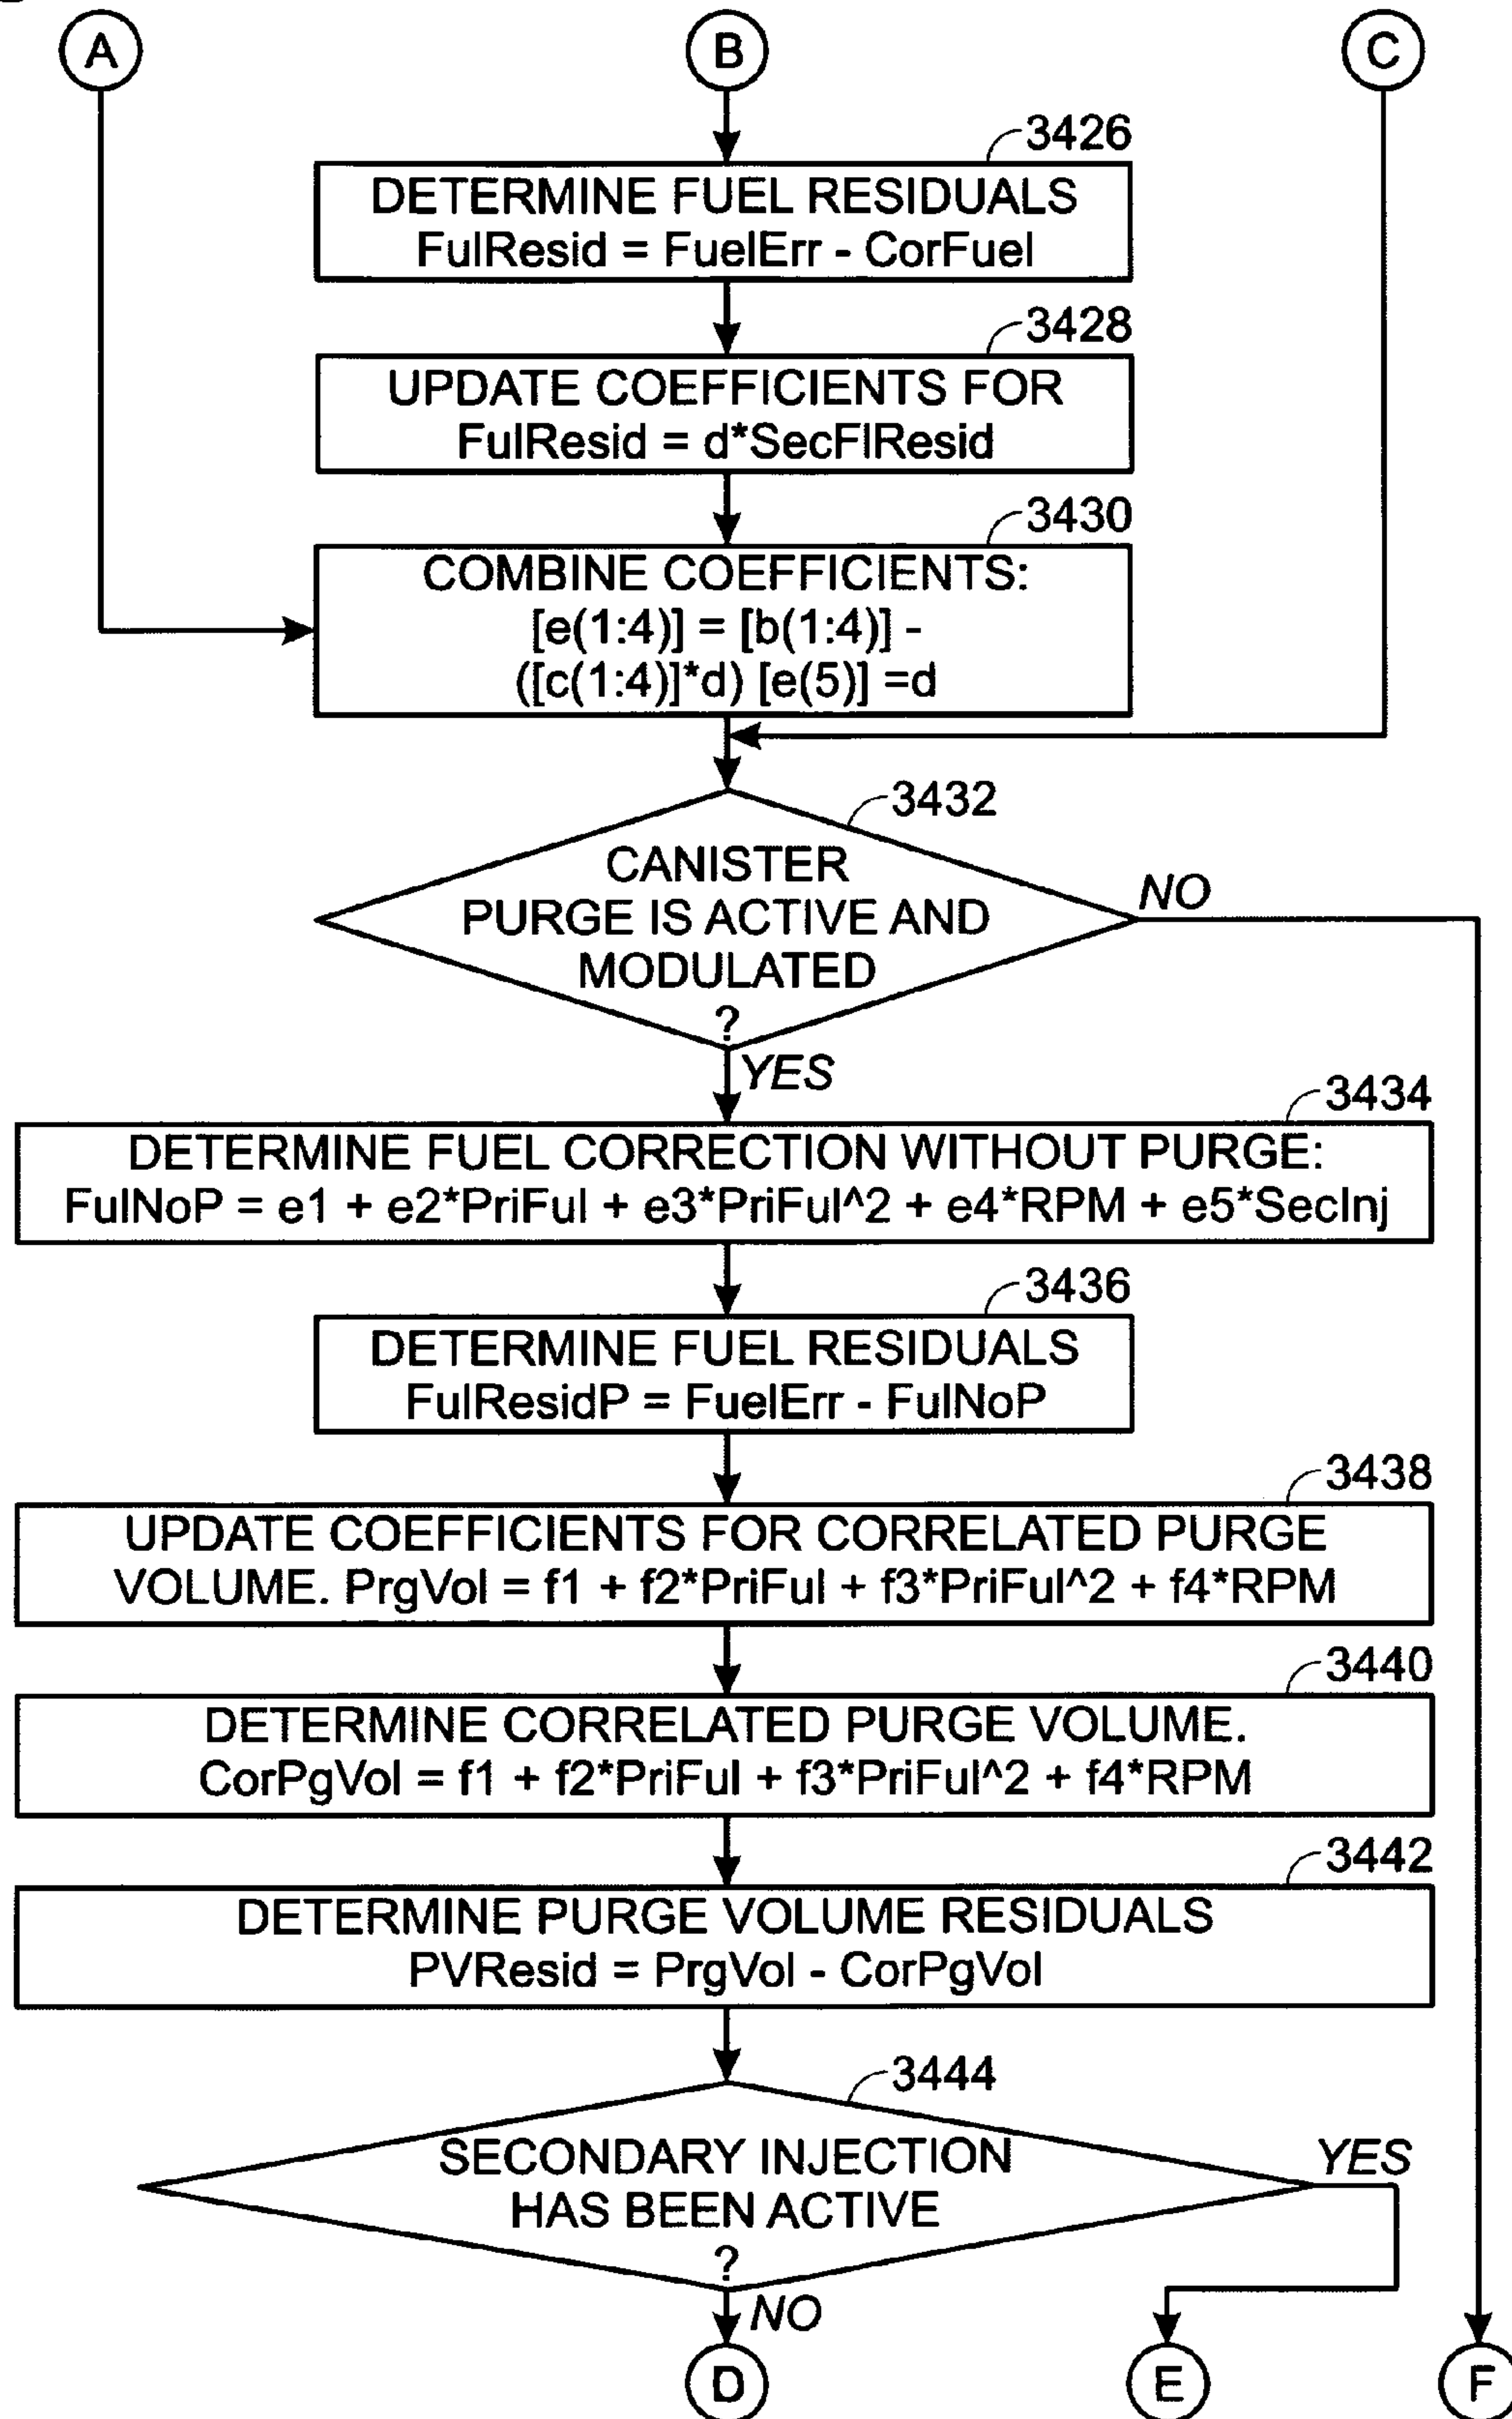 A
B
C
3426
DETERMINE FUEL RESIDUALS
FulResid = FuelErr - CorFuel
3428
UPDATE COEFFICIENTS FOR
FulResid = d*SecFlResid
3430
COMBINE COEFFICIENTS:
[e(1:4)] = [b(1:4)] -
([c(1:4)]*d) [e(5)] =d
3432
CANISTER
PURGE IS ACTIVE AND
MODULATED
?
NO
YES
3434
DETERMINE FUEL CORRECTION WITHOUT PURGE:
FulNoP = e1 + e2*PriFul + e3*PriFul^2 + e4*RPM + e5*SecInj
3436
DETERMINE FUEL RESIDUALS
FulResidP = FuelErr - FulNoP
3438
UPDATE COEFFICIENTS FOR CORRELATED PURGE
VOLUME. PrgVol = f1 + f2*PriFul + f3*PriFul^2 + f4*RPM
3440
DETERMINE CORRELATED PURGE VOLUME.
CorPgVol = f1 + f2*PriFul + f3*PriFul^2 + f4*RPM
3442
DETERMINE PURGE VOLUME RESIDUALS
PVResid = PrgVol - CorPgVol
3444
SECONDARY INJECTION
HAS BEEN ACTIVE
?
YES
NO
D
E
F